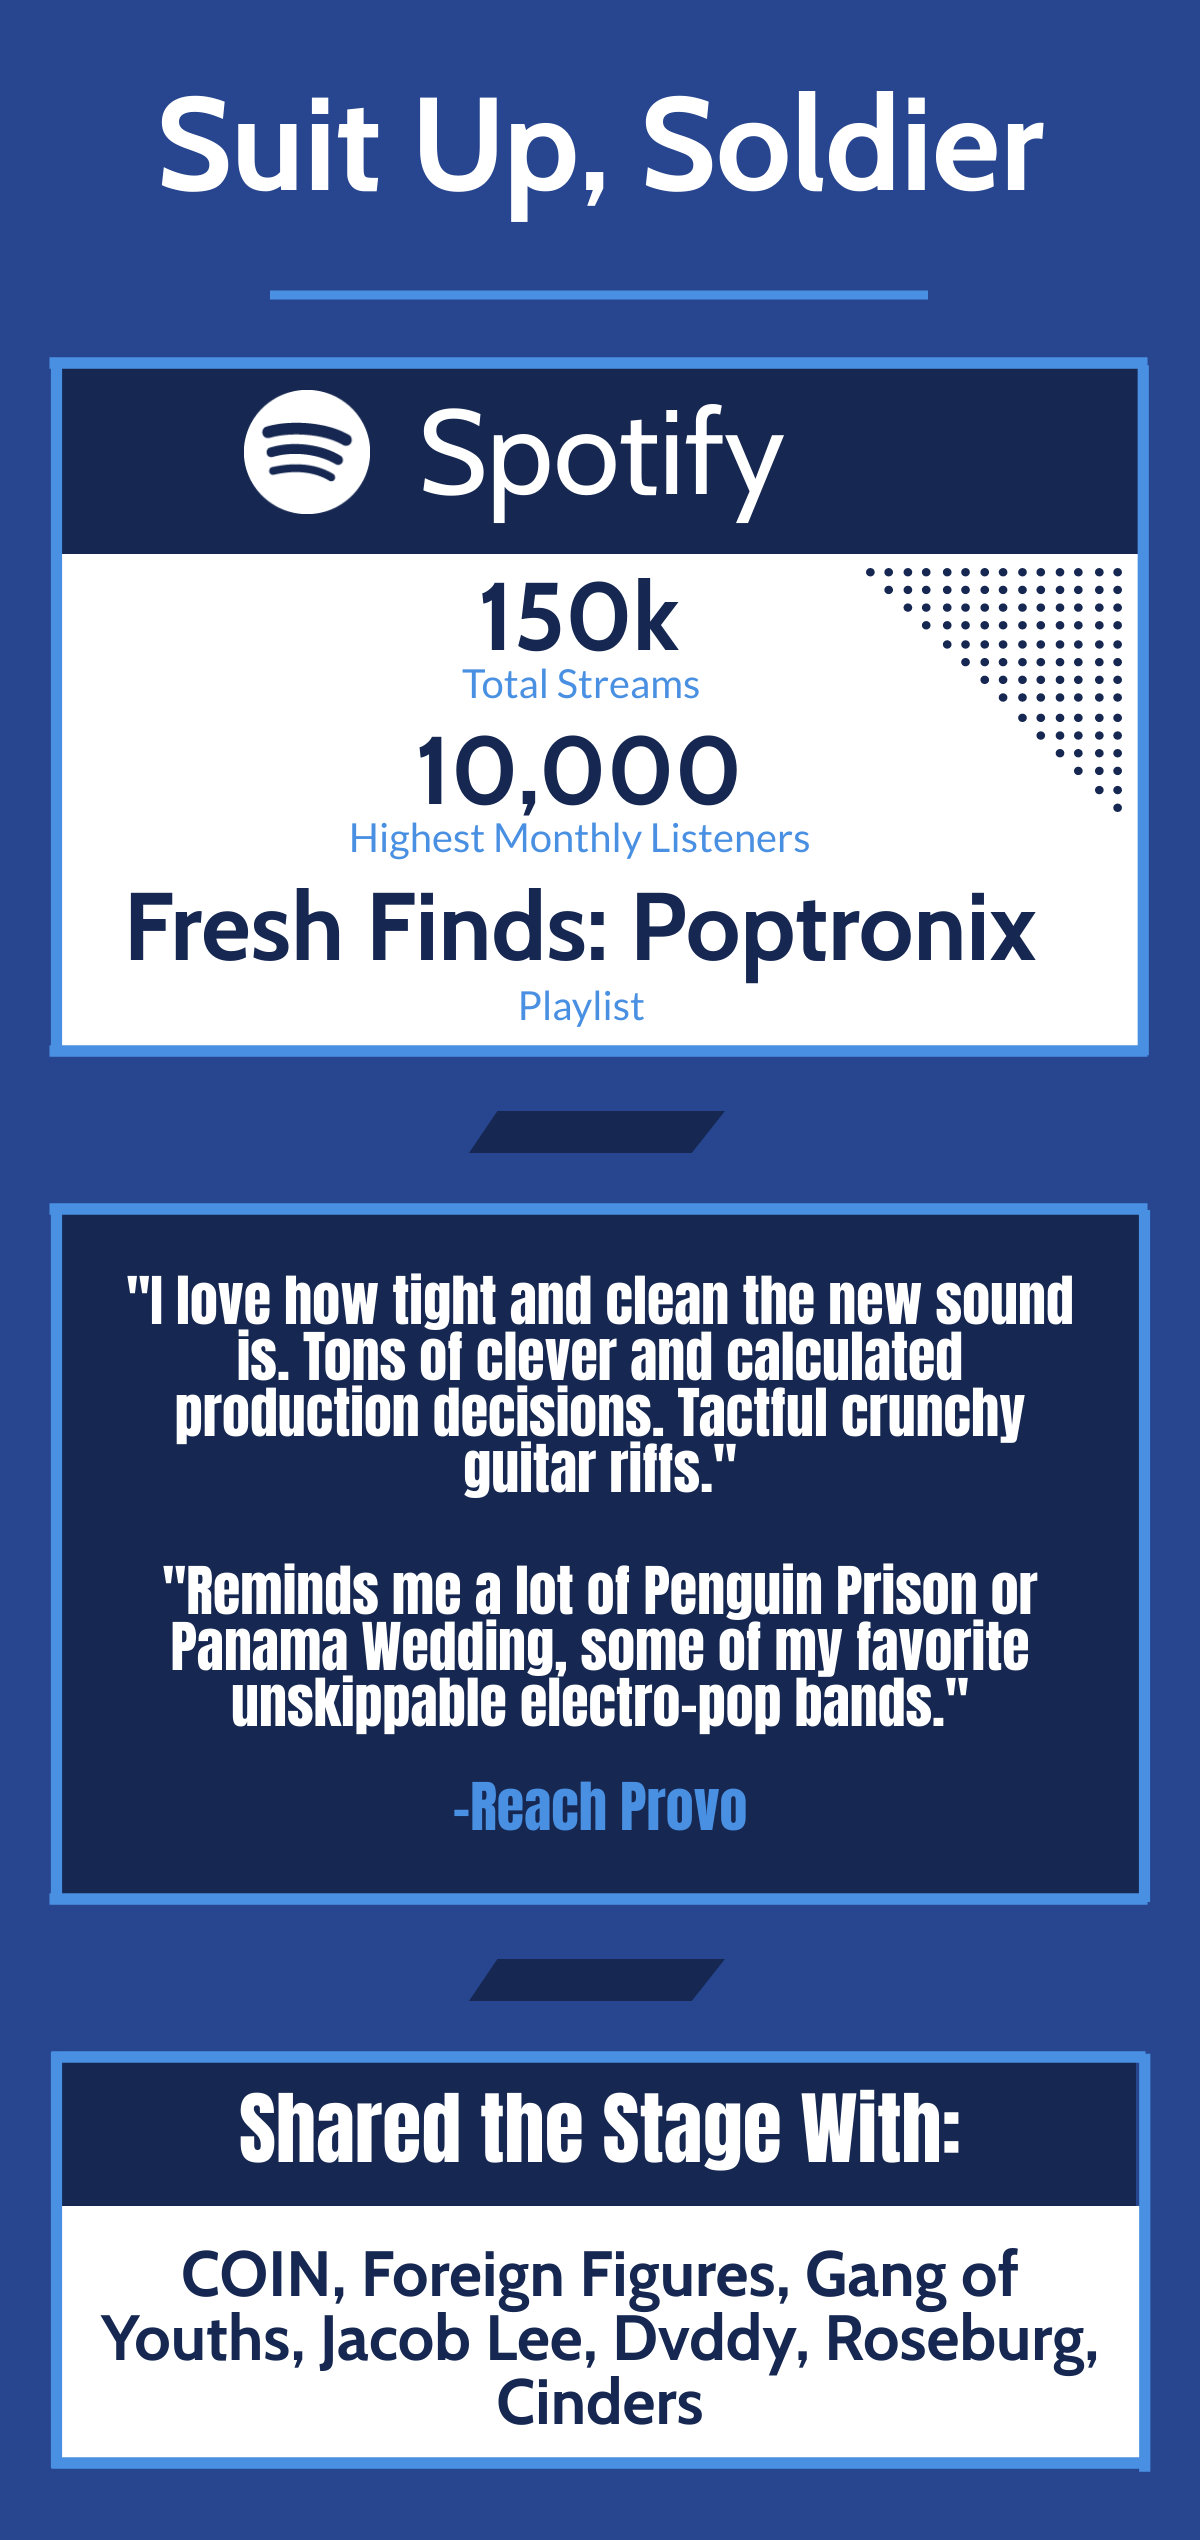 Suit Up, Soldier
Spotify
150k
Total Streams
10,000
Highest Monthly Listeners
Fresh Finds: Poptronix
Playlist
"I love how tight and clean the new sound
is. Tons of clever and calculated
production decisions. Tactful crunchy
guitar riffs."
"Reminds me a lot of Penguin Prison or
Panama Wedding, some of my favorite
unskippable electro-pop bands."
-Reach Provo
Shared the Stage With:
COIN, Foreign Figures, Gang of
Youths, Jacob Lee, Dvddy, Roseburg,
Cinders